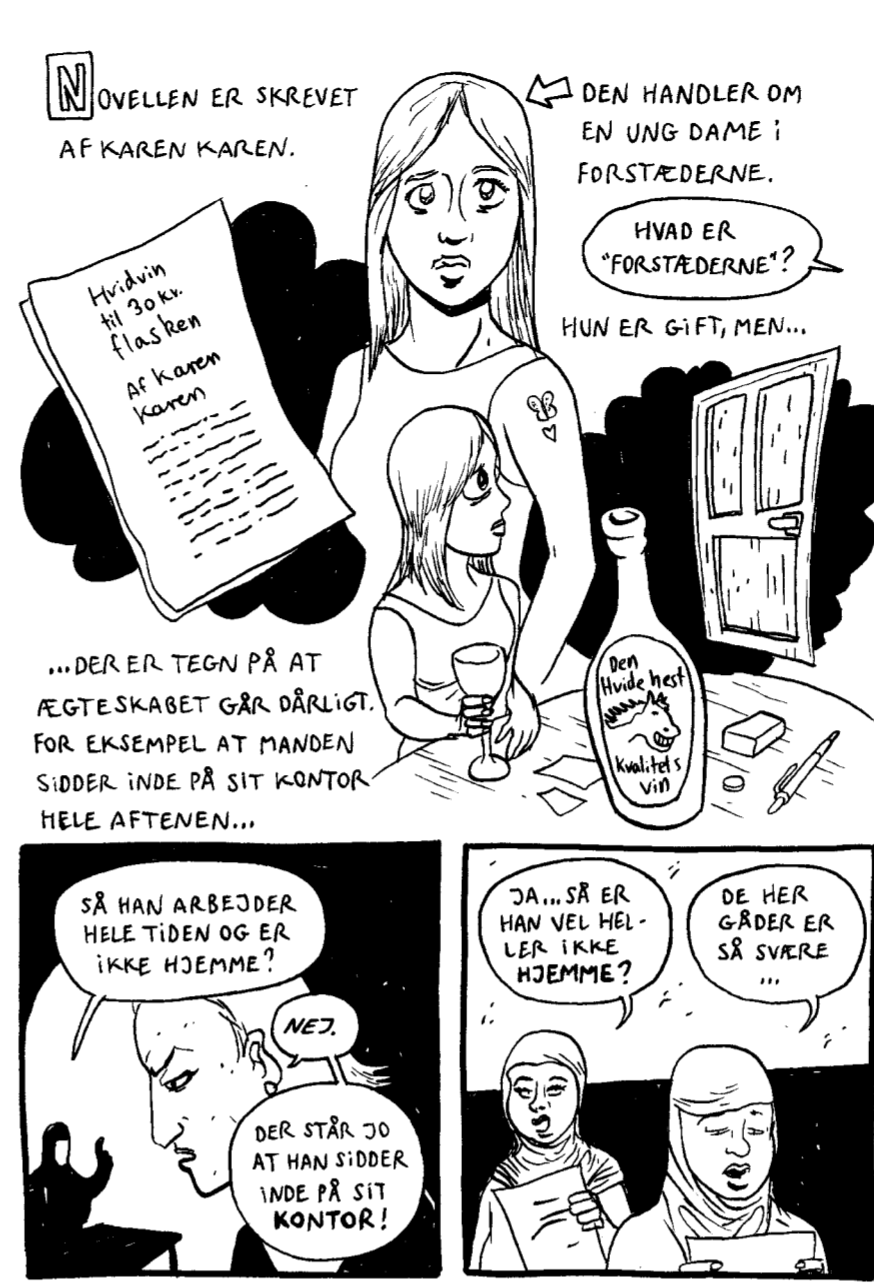 NOVELLEN ER SKREVET
AF KAREN KAREN.
DEN HANDLER OM
EN UNG DAME I
FORSTÆDERNE.
HVAD ER
"FORSTÆDERNE"?
HUN ER GIFT, MEN...
Hvidvin
til 30 kr.
flasken
Af Karen
Karen
Den
Hvide hest
Kvalitets
vin
...DER ER TEGN PÅ AT
ÆGTESKABET GÅR DÅRLIGT.
FOR EKSEMPEL AT MANDEN
SIDDER INDE PÅ SIT KONTOR
HELE AFTENEN...
SÅ HAN ARBEJDER
HELE TIDEN OG ER
IKKE HJEMME?
NEJ.
DER STÅR JO
AT HAN SIDDER
INDE PÅ SIT
KONTOR!
JA...SÅ ER
HAN VEL HEL-
LER IKKE
HJEMME?
DE HER
GÅDER ER
SÅ SVÆRE
...